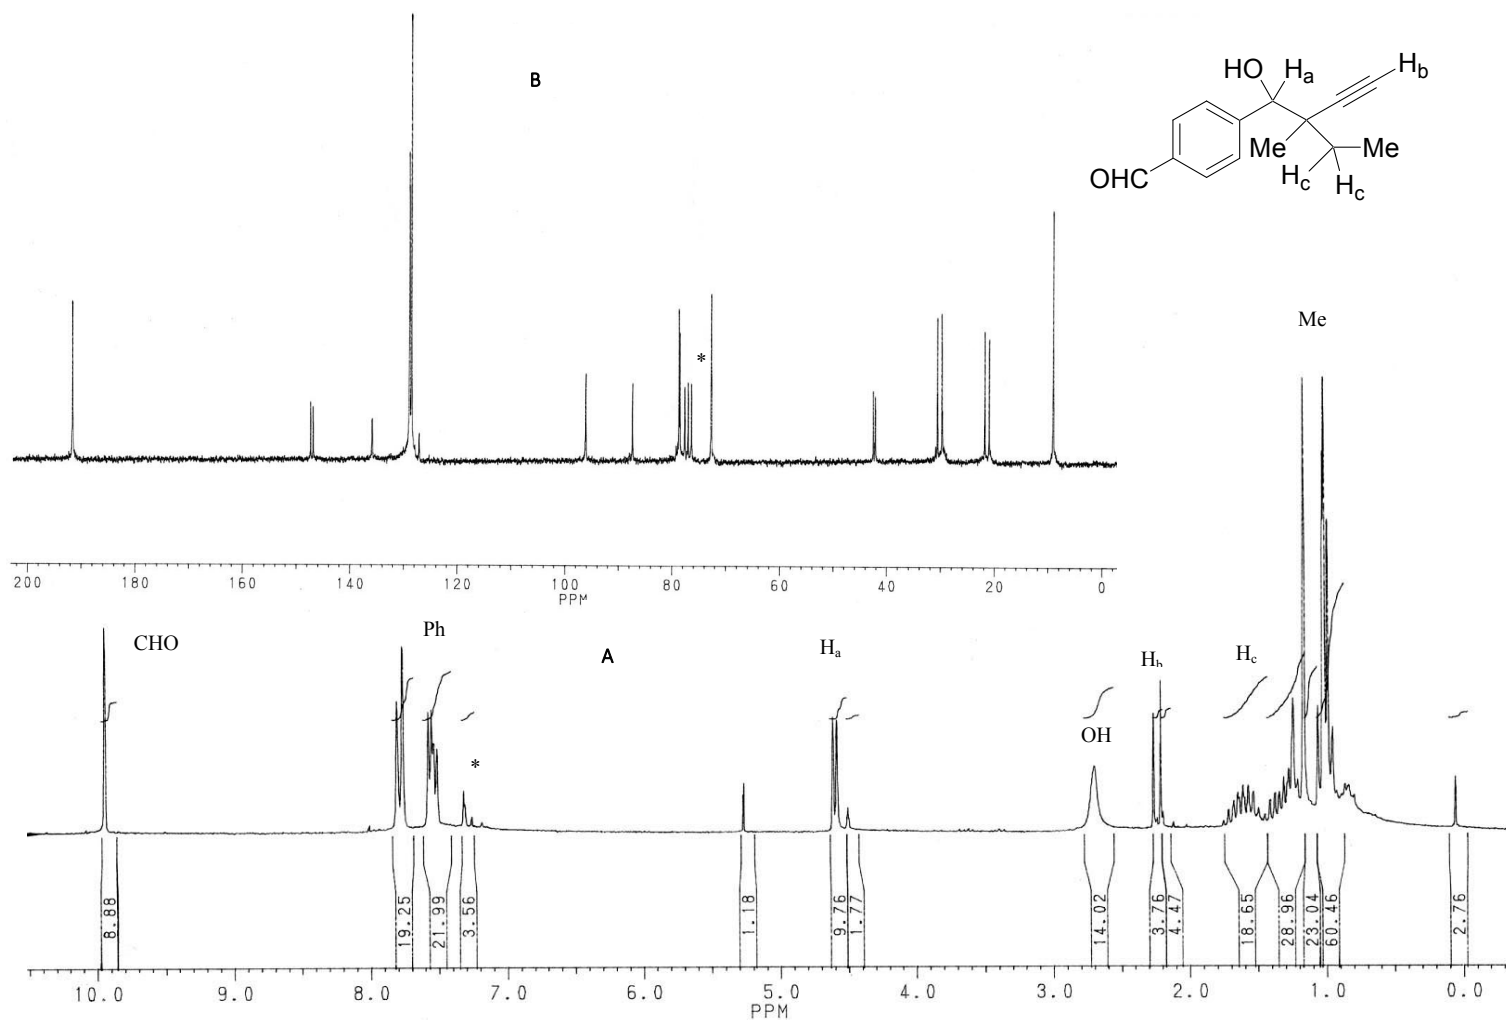 B
HO
Ha
Hb
Me
Me
Hc
Hc
OHC
Me
*
200
180
160
140
120
100
80
60
40
20
0
PPM
CHO
Ph
A
Ha
Hb
Hc
OH
*
8.88
19.25
21.99
3.56
1.18
9.76
1.77
14.02
3.76
4.47
18.65
28.96
23.04
60.46
2.76
10.0
9.0
8.0
7.0
6.0
5.0
4.0
3.0
2.0
1.0
0.0
PPM